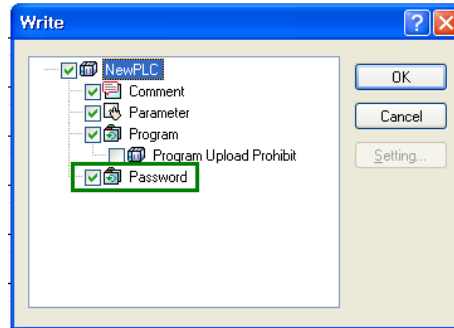 Write
NewPLC
Comment
Parameter
Program
Program Upload Prohibit
Password
OK
Cancel
Setting...